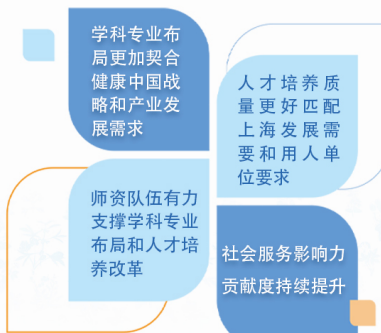 学科专业布
局更加契合
健康中国战
略和产业发
展需求
人才培养质
量更好匹配
上海发展需
要和用人单
位要求
师资队伍有力
支撑学科专业
布局和人才培
养改革
社会服务影响力
贡献度持续提升